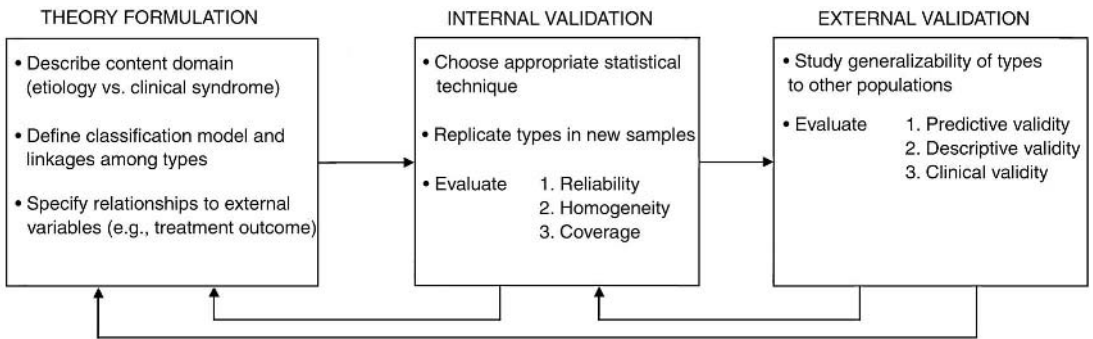 THEORY FORMULATION
• Describe content domain
(etiology vs. clinical syndrome)
• Define classification model and
linkages among types
• Specify relationships to external
variables (e.g., treatment outcome)
INTERNAL VALIDATION
• Choose appropriate statistical
technique
• Replicate types in new samples
• Evaluate 1. Reliability
2. Homogeneity
3. Coverage
EXTERNAL VALIDATION
• Study generalizability of types
to other populations
• Evaluate 1. Predictive validity
2. Descriptive validity
3. Clinical validity